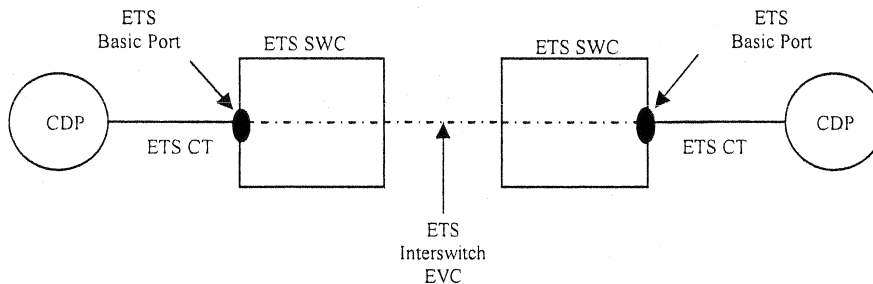 ETS
Basic Port
ETS SWC
ETS SWC
ETS
Basic Port
CDP
ETS CT
ETS CT
CDP
ETS
Interswitch
EVC